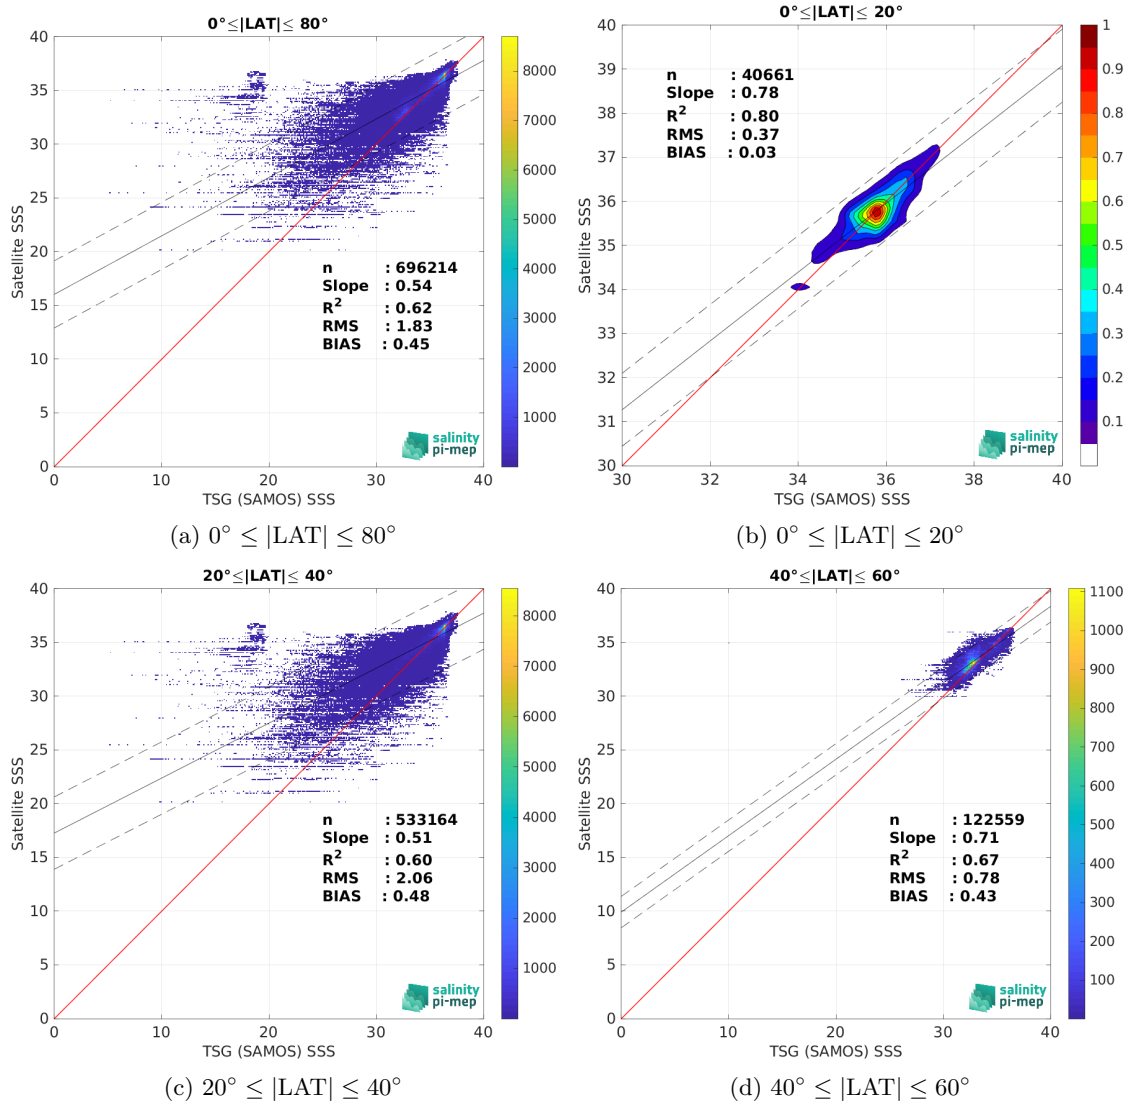 0°≤|LAT|≤ 80°
40
35
30
25
20
15
10
5
0
0
10
20
30
40
Satellite SSS
TSG (SAMOS) SSS
n : 696214
Slope : 0.54
R² : 0.62
RMS : 1.83
BIAS : 0.45
salinity
pi-mep
8000
7000
6000
5000
4000
3000
2000
1000
(a) 0° ≤ |LAT| ≤ 80°
0°≤|LAT|≤ 20°
40
39
38
37
36
35
34
33
32
31
30
30
32
34
36
38
40
Satellite SSS
TSG (SAMOS) SSS
n : 40661
Slope : 0.78
R² : 0.80
RMS : 0.37
BIAS : 0.03
salinity
pi-mep
1
0.9
0.8
0.7
0.6
0.5
0.4
0.3
0.2
0.1
(b) 0° ≤ |LAT| ≤ 20°
20°≤|LAT|≤ 40°
40
35
30
25
20
15
10
5
0
0
10
20
30
40
Satellite SSS
TSG (SAMOS) SSS
n : 533164
Slope : 0.51
R² : 0.60
RMS : 2.06
BIAS : 0.48
salinity
pi-mep
8000
7000
6000
5000
4000
3000
2000
1000
(c) 20° ≤ |LAT| ≤ 40°
40°≤|LAT|≤ 60°
40
35
30
25
20
15
10
5
0
0
10
20
30
40
Satellite SSS
TSG (SAMOS) SSS
n : 122559
Slope : 0.71
R² : 0.67
RMS : 0.78
BIAS : 0.43
salinity
pi-mep
1100
1000
900
800
700
600
500
400
300
200
100
(d) 40° ≤ |LAT| ≤ 60°